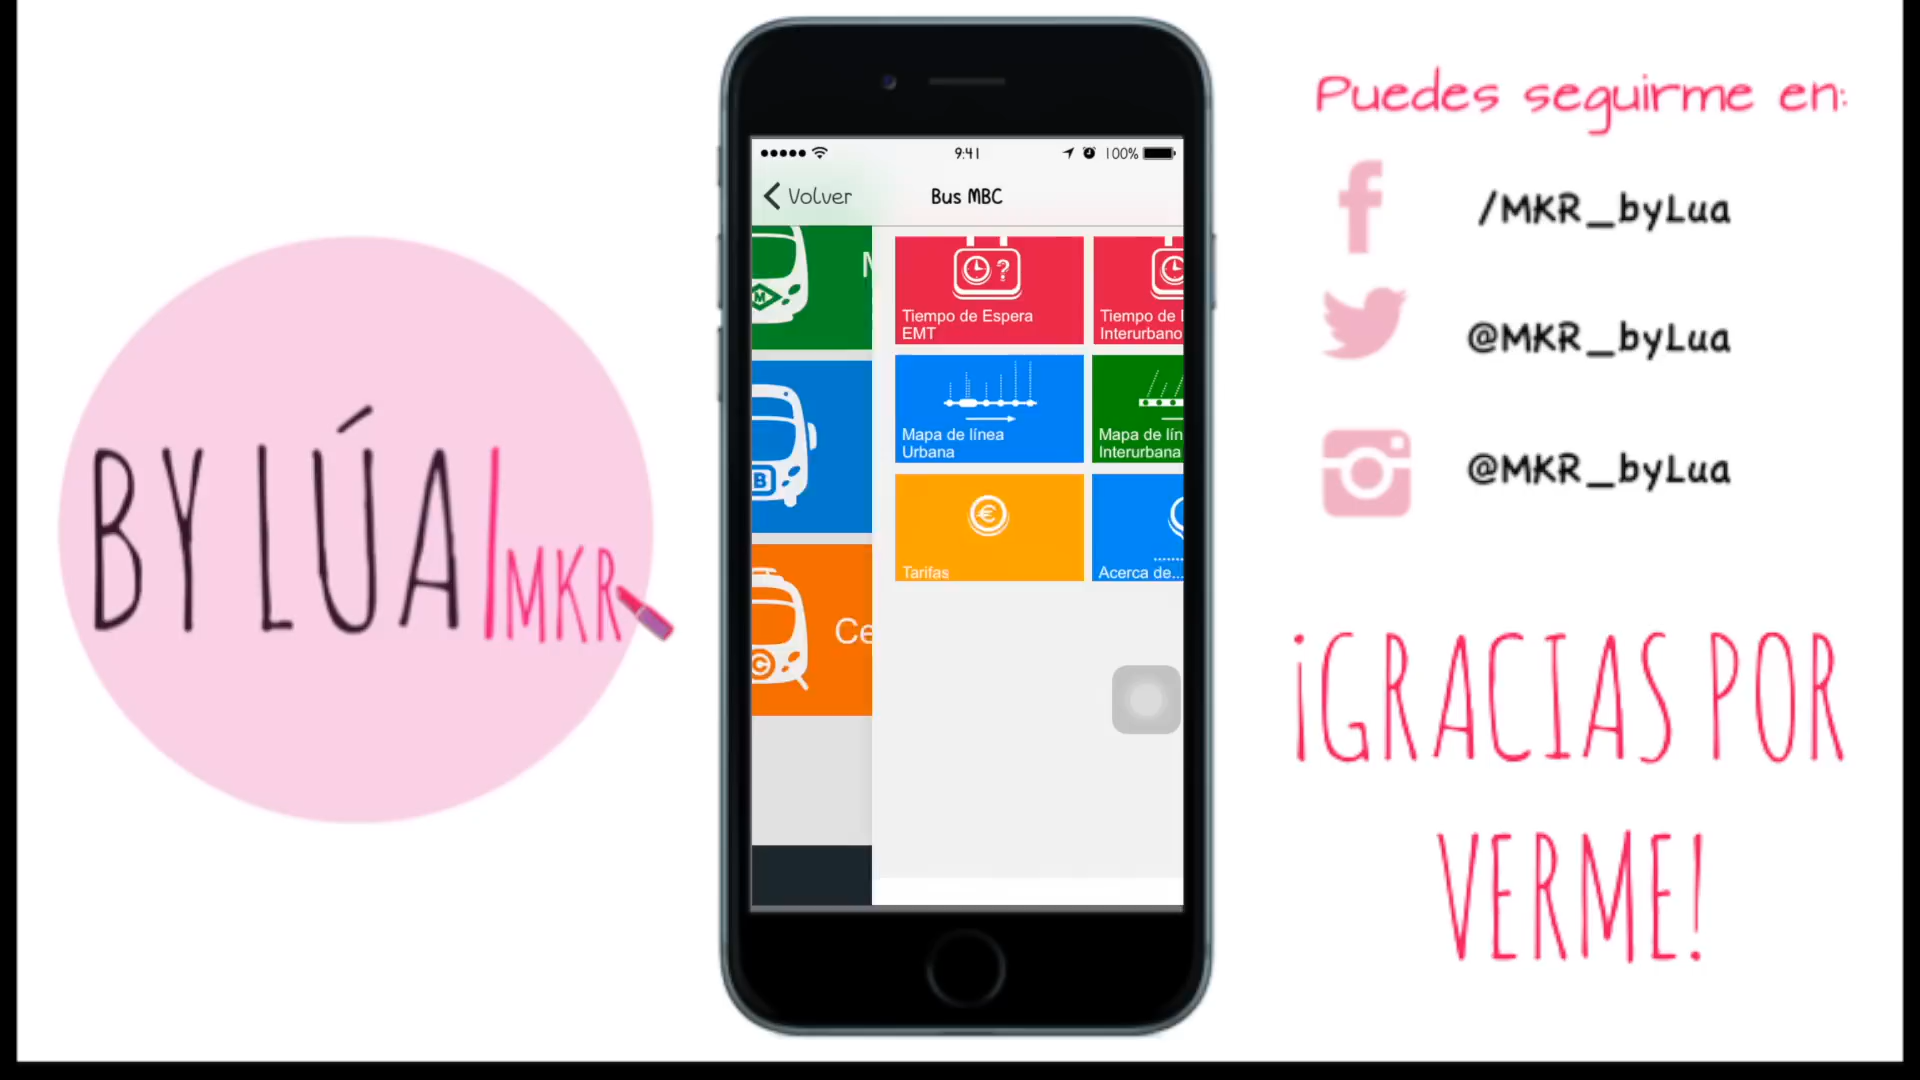 BY LÚA
MKR
9:41
100%
Volver
Bus MBC
M
B
C
Ce
Tiempo de Espera
EMT
Tiempo de
Interurbano
Mapa de línea
Urbana
Mapa de lín
Interurbana
Tarifas
Acerca de...
Puedes seguirme en:
/MKR_byLua
@MKR_byLua
@MKR_byLua
¡GRACIAS POR
VERME!